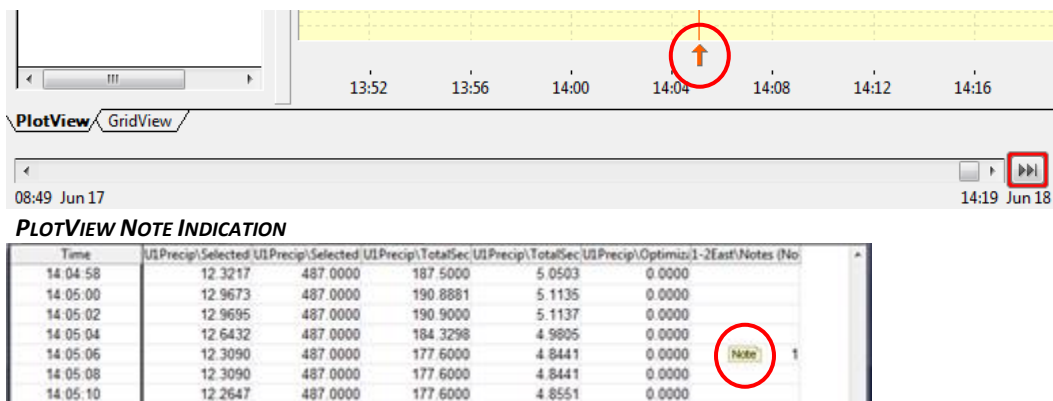 13:52 13:56 14:00 14:04 14:08 14:12 14:16
PlotView GridView
08:49 Jun 17 14:19 Jun 18
PLOTVIEW NOTE INDICATION
Time U1Precip\Selected U1Precip\Selected U1Precip\TotalSec U1Precip\TotalSec U1Precip\Optimiz 1-2East\Notes (No
14:04:58 12.3217 487.0000 187.5000 5.0503 0.0000
14:05:00 12.9673 487.0000 190.8881 5.1135 0.0000
14:05:02 12.9695 487.0000 190.9000 5.1137 0.0000
14:05:04 12.6432 487.0000 184.3298 4.9805 0.0000
14:05:06 12.3090 487.0000 177.6000 4.8441 0.0000 Note 1
14:05:08 12.3090 487.0000 177.6000 4.8441 0.0000
14:05:10 12.2647 487.0000 177.6000 4.8551 0.0000